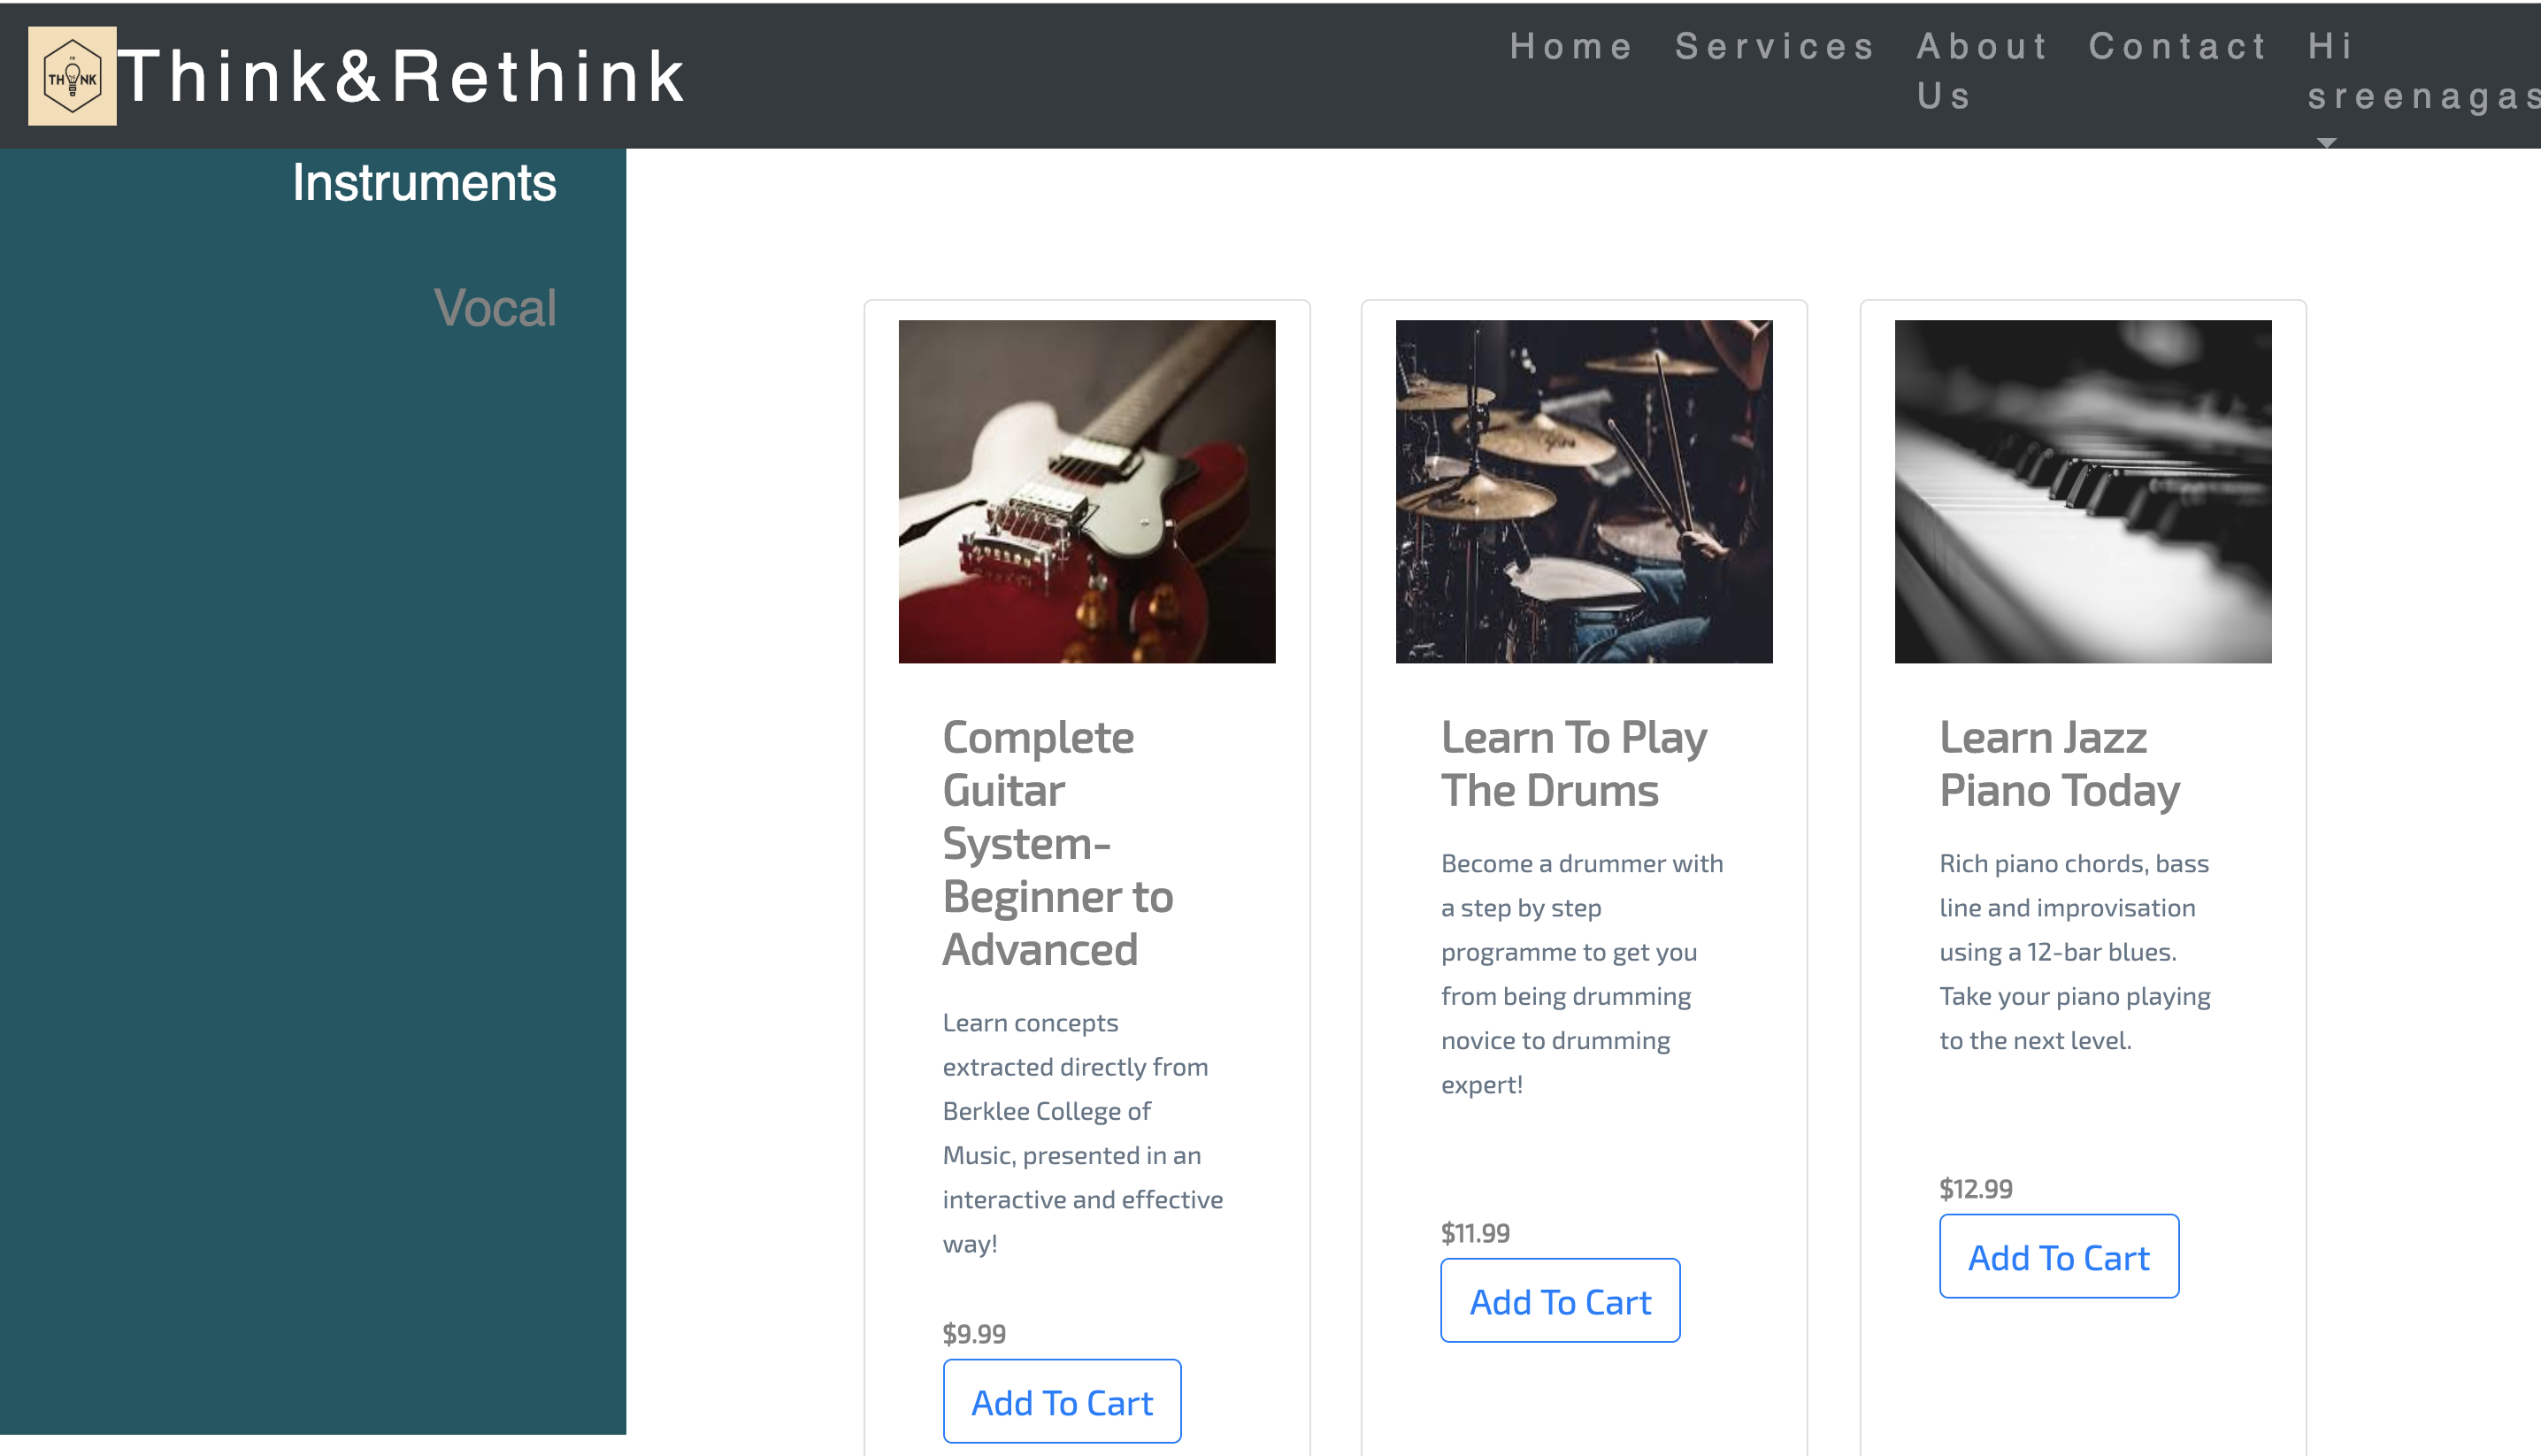 TH NK
Think&Rethink
Home
Services
About
Us
Contact
Hi
sreenagas
Instruments
Vocal
Complete
Guitar
System-
Beginner to
Advanced
Learn concepts
extracted directly from
Berklee College of
Music, presented in an
interactive and effective
way!
$9.99
Add To Cart
Learn To Play
The Drums
Become a drummer with
a step by step
programme to get you
from being drumming
novice to drumming
expert!
$11.99
Add To Cart
Learn Jazz
Piano Today
Rich piano chords, bass
line and improvisation
using a 12-bar blues.
Take your piano playing
to the next level.
$12.99
Add To Cart